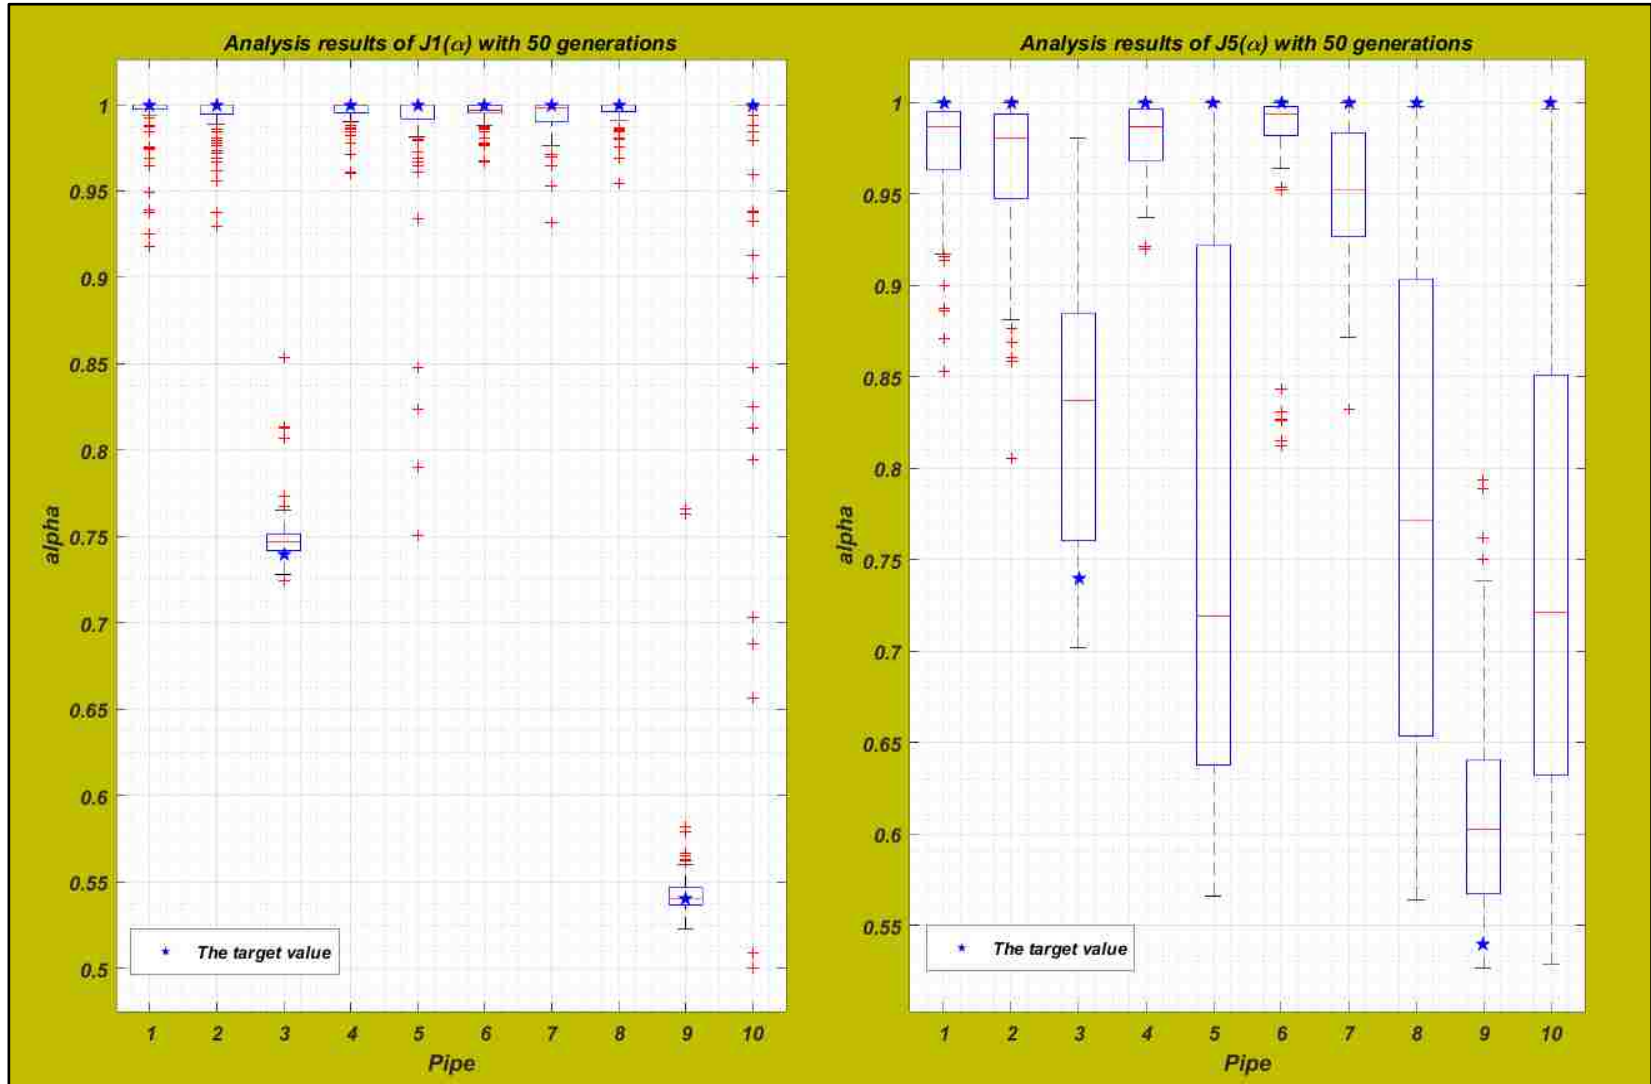 Analysis results of J1(α) with 50 generations
1
0.95
0.9
0.85
0.8
0.75
0.7
0.65
0.6
0.55
0.5
alpha
The target value
1 2 3 4 5 6 7 8 9 10
Pipe
Analysis results of J5(α) with 50 generations
1
0.95
0.9
0.85
0.8
0.75
0.7
0.65
0.6
0.55
alpha
The target value
1 2 3 4 5 6 7 8 9 10
Pipe